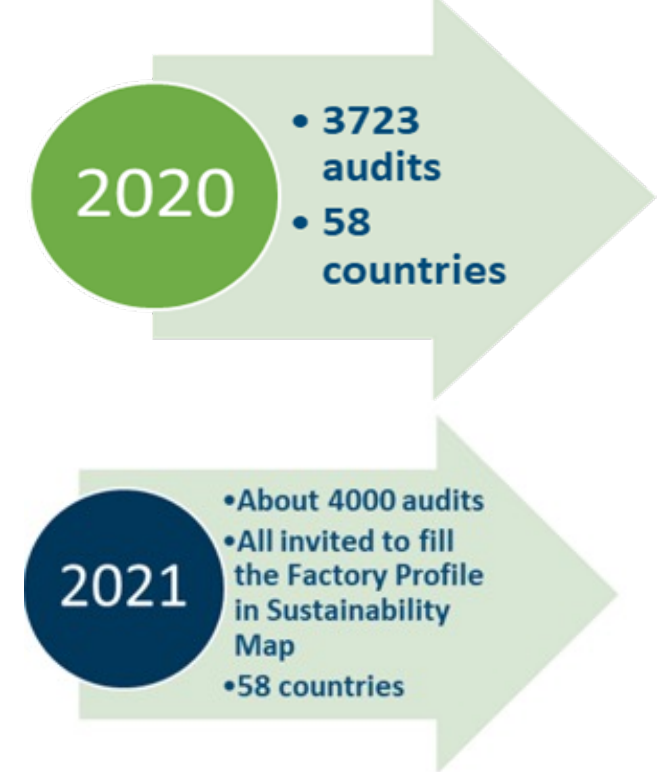 2020
• 3723
audits
• 58
countries
2021
•About 4000 audits
•All invited to fill
the Factory Profile
in Sustainability
Map
•58 countries